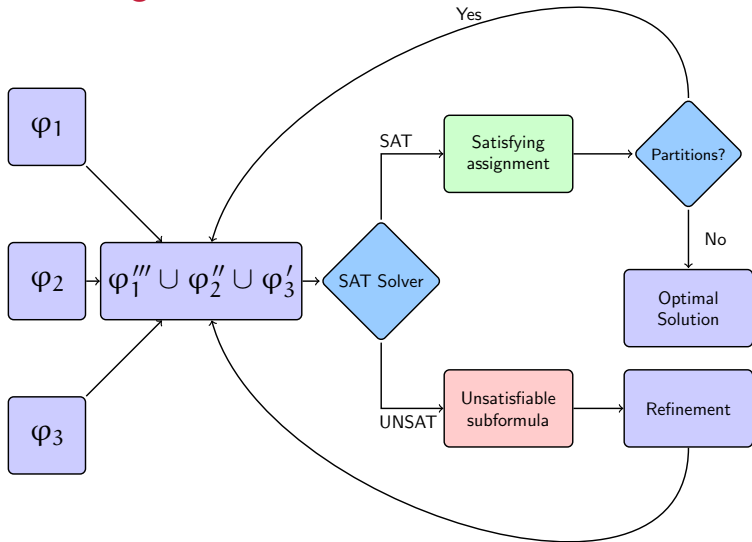 Yes
φ₁
SAT
Satisfying
assignment
Partitions?
No
φ₂
φ₁‴ ∪ φ₂″ ∪ φ₃′
SAT Solver
Optimal
Solution
φ₃
UNSAT
Unsatisfiable
subformula
Refinement